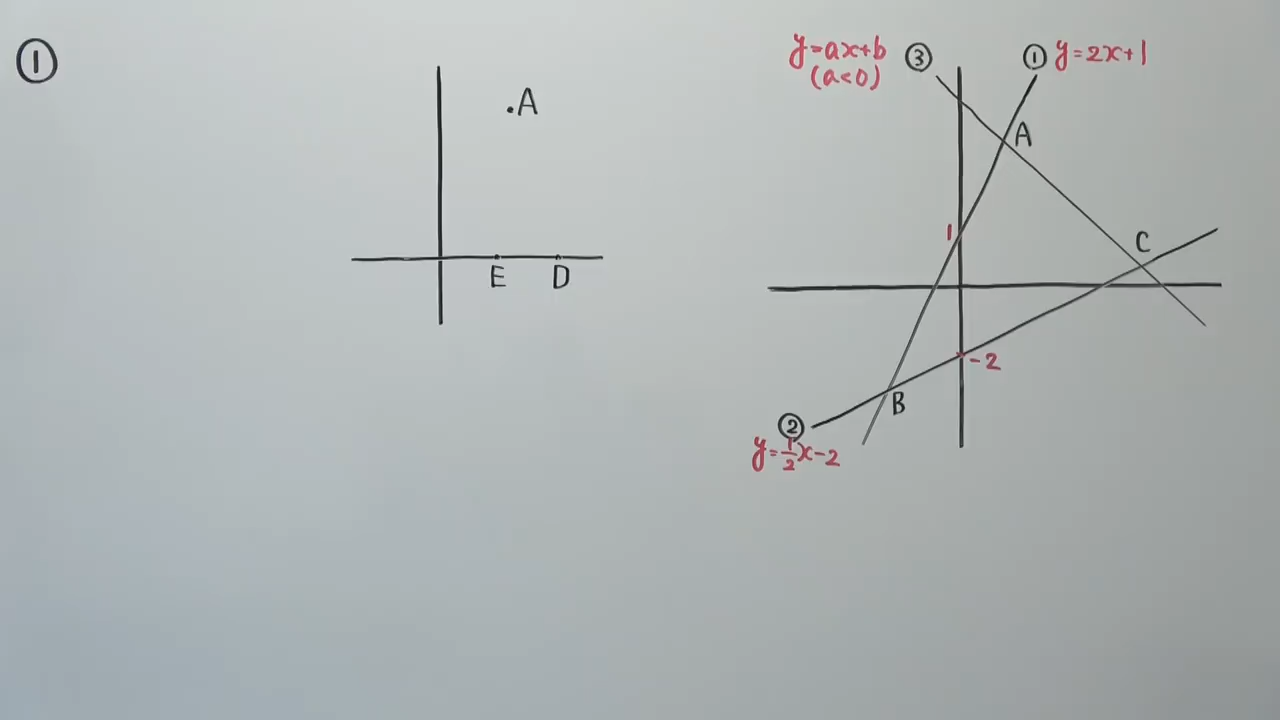 ①
.A
E D
y=ax+b ③
(a<0)
① y=2x+1
A
1
C
-2
B
②
y=1/2x-2